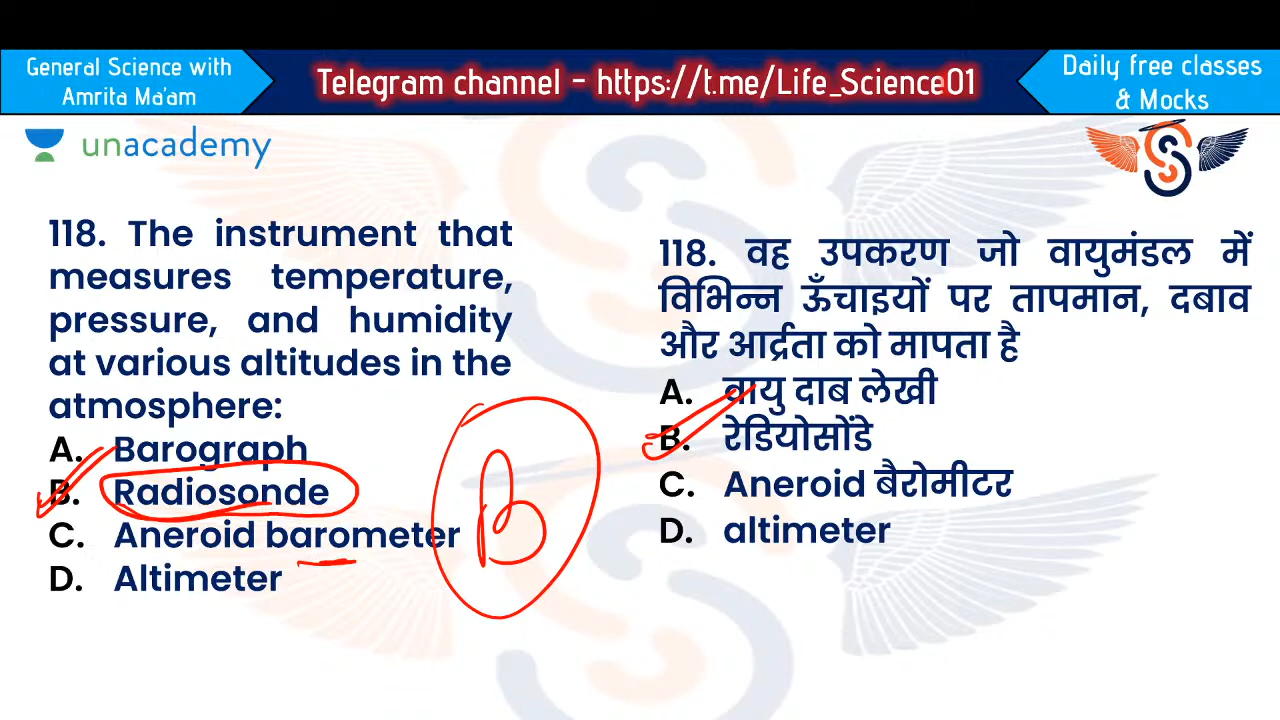 General Science with
Amrita Ma'am
Telegram channel - https://t.me/Life_Science01
Daily free classes
& Mocks
unacademy
118. The instrument that
measures temperature,
pressure, and humidity
at various altitudes in the
atmosphere:
A. Barograph
B. Radiosonde
C. Aneroid barometer
D. Altimeter
B
118. वह उपकरण जो वायुमंडल में
विभिन्न ऊँचाइयों पर तापमान, दबाव
और आर्द्रता को मापता है
A. वायु दाब लेखी
B. रेडियोसोंडे
C. Aneroid बैरोमीटर
D. altimeter